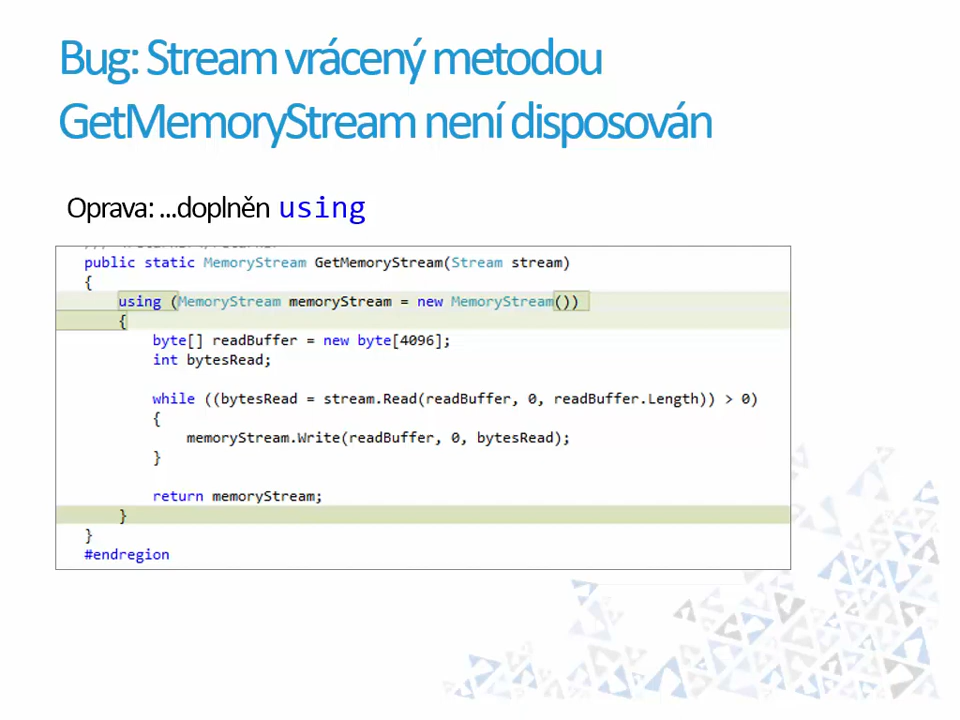 Bug: Stream vrácený metodou
GetMemoryStream není disposován
Oprava: ...doplněn using
public static MemoryStream GetMemoryStream(Stream stream)
{
using (MemoryStream memoryStream = new MemoryStream())
{
byte[] readBuffer = new byte[4096];
int bytesRead;
while ((bytesRead = stream.Read(readBuffer, 0, readBuffer.Length)) > 0)
{
memoryStream.Write(readBuffer, 0, bytesRead);
}
return memoryStream;
}
}
#endregion